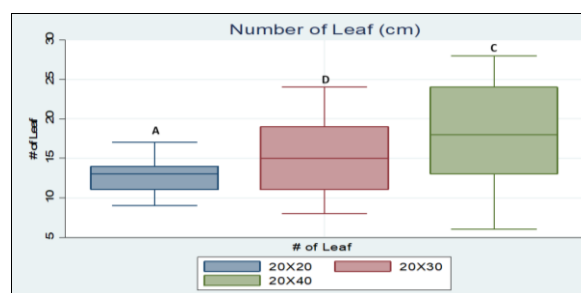 Number of Leaf (cm)
30
25
20
15
10
5
# of Leaf
A
D
C
# of Leaf
20X20
20X30
20X40